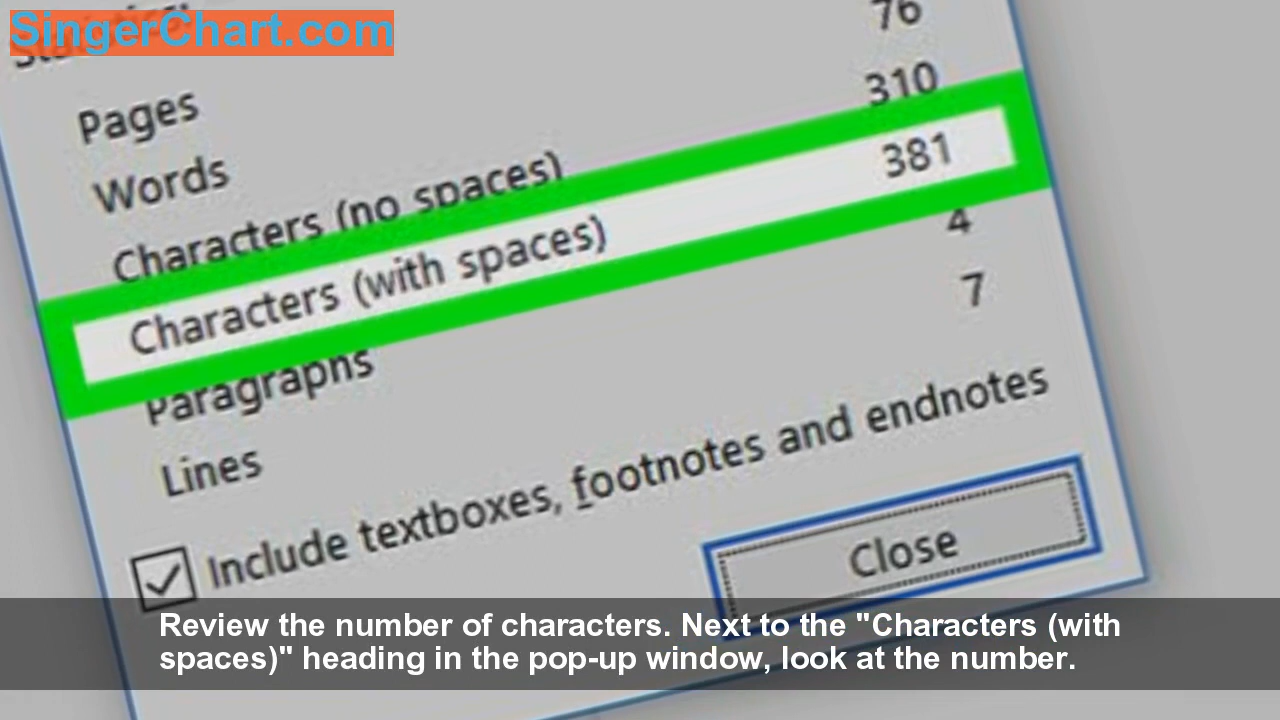 SingerChart.com
76
Pages
310
Words
381
Characters (no spaces)
4
Characters (with spaces)
7
Paragraphs
Lines
Include textboxes, footnotes and endnotes
Close
Review the number of characters. Next to the "Characters (with
spaces)" heading in the pop-up window, look at the number.